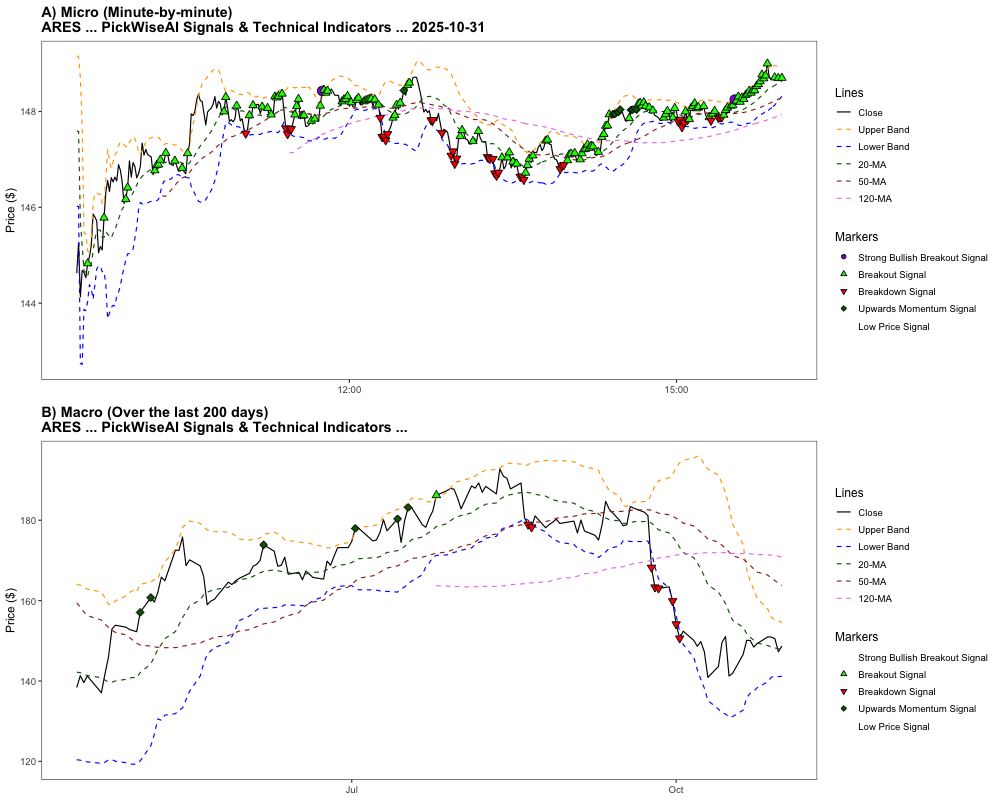 A) Micro (Minute-by-minute)
ARES ... PickWiseAI Signals & Technical Indicators ... 2025-10-31
Price ($)
148
146
144
12:00
15:00
Lines
Close
Upper Band
Lower Band
20-MA
50-MA
120-MA
Markers
Strong Bullish Breakout Signal
Breakout Signal
Breakdown Signal
Upwards Momentum Signal
Low Price Signal
B) Macro (Over the last 200 days)
ARES ... PickWiseAI Signals & Technical Indicators ...
Price ($)
180
160
140
120
Jul
Oct
Lines
Close
Upper Band
Lower Band
20-MA
50-MA
120-MA
Markers
Strong Bullish Breakout Signal
Breakout Signal
Breakdown Signal
Upwards Momentum Signal
Low Price Signal